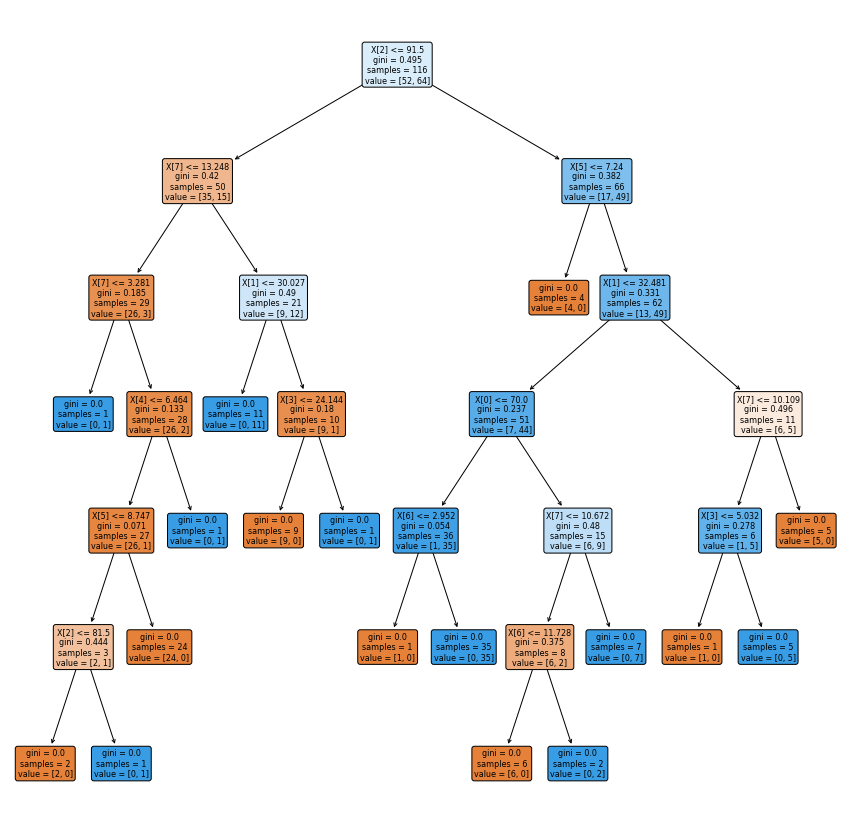 X[2] <= 91.5
gini = 0.495
samples = 116
value = [52, 64]
X[7] <= 13.248
gini = 0.42
samples = 50
value = [35, 15]
X[5] <= 7.24
gini = 0.382
samples = 66
value = [17, 49]
X[7] <= 3.281
gini = 0.185
samples = 29
value = [26, 3]
X[1] <= 30.027
gini = 0.49
samples = 21
value = [9, 12]
gini = 0.0
samples = 4
value = [4, 0]
X[1] <= 32.481
gini = 0.331
samples = 62
value = [13, 49]
gini = 0.0
samples = 1
value = [0, 1]
X[4] <= 6.464
gini = 0.133
samples = 28
value = [26, 2]
gini = 0.0
samples = 11
value = [0, 11]
X[3] <= 24.144
gini = 0.18
samples = 10
value = [9, 1]
X[0] <= 70.0
gini = 0.237
samples = 51
value = [7, 44]
X[7] <= 10.109
gini = 0.496
samples = 11
value = [6, 5]
X[5] <= 8.747
gini = 0.071
samples = 27
value = [26, 1]
gini = 0.0
samples = 1
value = [0, 1]
gini = 0.0
samples = 9
value = [9, 0]
gini = 0.0
samples = 1
value = [0, 1]
X[6] <= 2.952
gini = 0.054
samples = 36
value = [1, 35]
X[7] <= 10.672
gini = 0.48
samples = 15
value = [6, 9]
X[3] <= 5.032
gini = 0.278
samples = 6
value = [1, 5]
gini = 0.0
samples = 5
value = [5, 0]
X[2] <= 81.5
gini = 0.444
samples = 3
value = [2, 1]
gini = 0.0
samples = 24
value = [24, 0]
gini = 0.0
samples = 1
value = [1, 0]
gini = 0.0
samples = 35
value = [0, 35]
X[6] <= 11.728
gini = 0.375
samples = 8
value = [6, 2]
gini = 0.0
samples = 7
value = [0, 7]
gini = 0.0
samples = 1
value = [1, 0]
gini = 0.0
samples = 5
value = [0, 5]
gini = 0.0
samples = 2
value = [2, 0]
gini = 0.0
samples = 1
value = [0, 1]
gini = 0.0
samples = 6
value = [6, 0]
gini = 0.0
samples = 2
value = [0, 2]